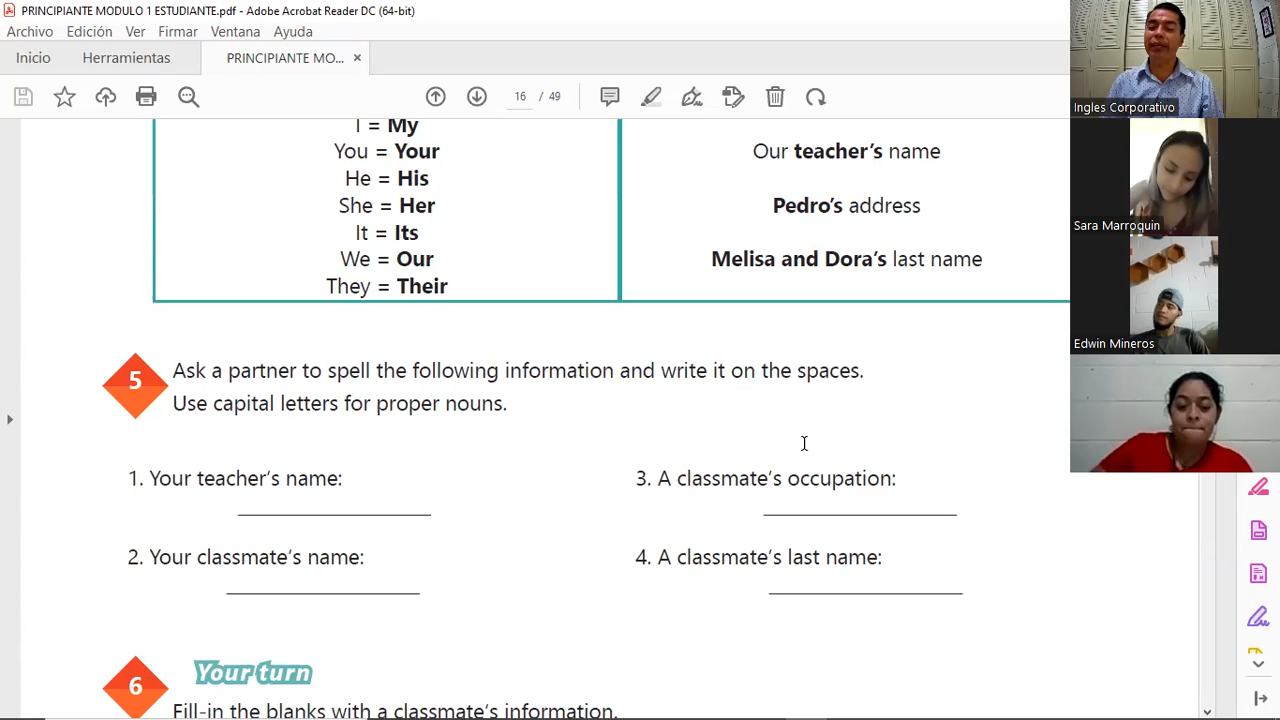 PRINCIPIANTE MODULO 1 ESTUDIANTE.pdf - Adobe Acrobat Reader DC (64-bit)
Archivo Edición Ver Firmar Ventana Ayuda
Inicio Herramientas PRINCIPIANTE MO... ×
16 / 49
I = My
You = Your
He = His
She = Her
It = Its
We = Our
They = Their
Our teacher's name
Pedro's address
Melisa and Dora's last name
5
Ask a partner to spell the following information and write it on the spaces.
Use capital letters for proper nouns.
1. Your teacher's name:
2. Your classmate's name:
3. A classmate's occupation:
4. A classmate's last name:
6
Your turn
Fill-in the blanks with a classmate's information.
Ingles Corporativo
Sara Marroquin
Edwin Mineros